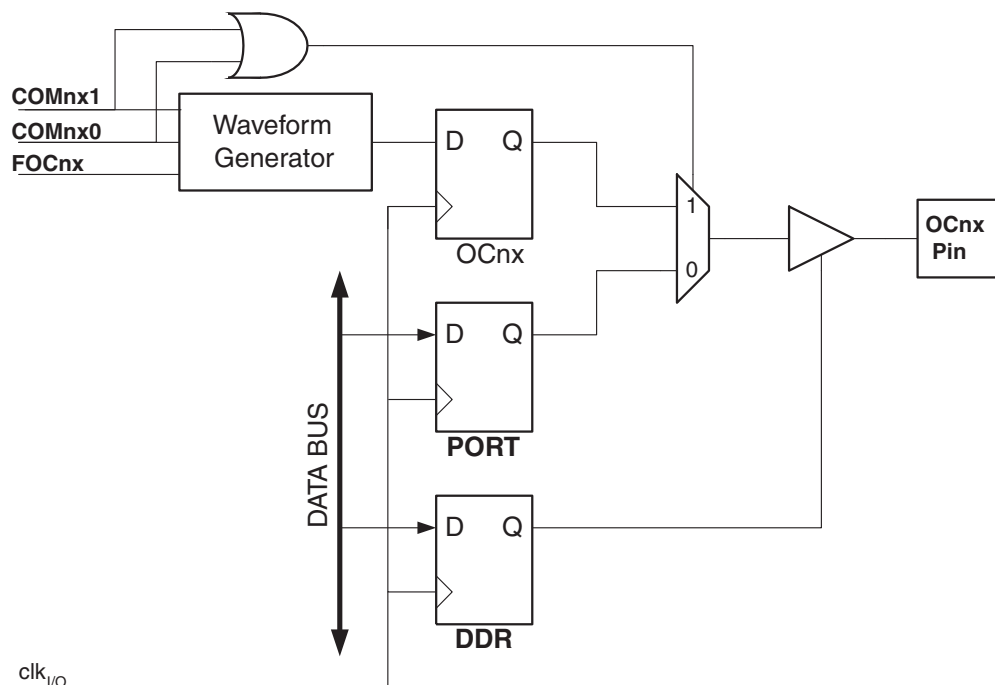 COMnx1
COMnx0
FOCnx
Waveform
Generator
D Q
OCnx
1
0
OCnx
Pin
D Q
PORT
DATA BUS
D Q
DDR
clkI/O